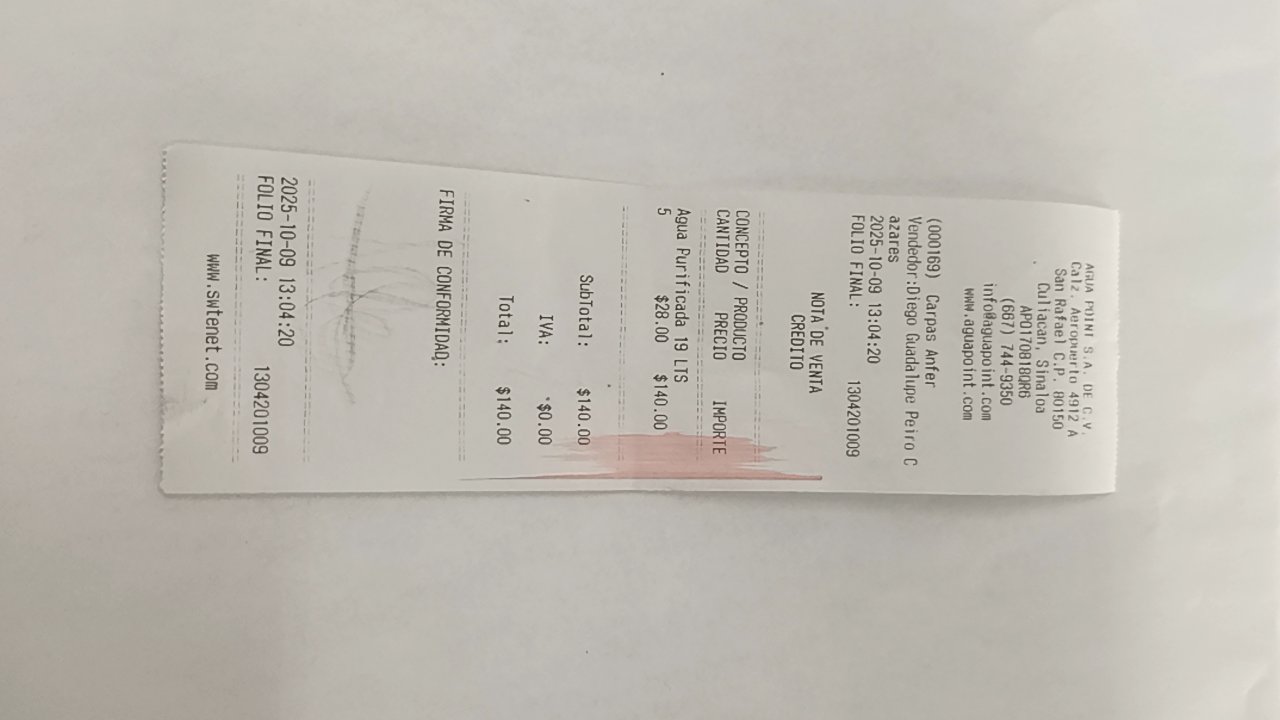 AGUA POINT S.A. DE C.V.
Calz. Aeropuerto 4912 A
San Rafael C.P. 80150
Culiacan, Sinaloa
APO170818QR6
(667) 744-9350
info@aguapoint.com
www.aguapoint.com
(000169) Carpas Anfer
Vendedor:Diego Guadalupe Peiro C
azares
2025-10-09 13:04:20
FOLIO FINAL: 1304201009
NOTA DE VENTA
CREDITO
CONCEPTO / PRODUCTO
CANTIDAD PRECIO IMPORTE
Agua Purificada 19 LTS
5 $28.00 $140.00
SubTotal: $140.00
IVA: $0.00
Total: $140.00
FIRMA DE CONFORMIDAD:
2025-10-09 13:04:20
FOLIO FINAL: 1304201009
www.swtenet.com